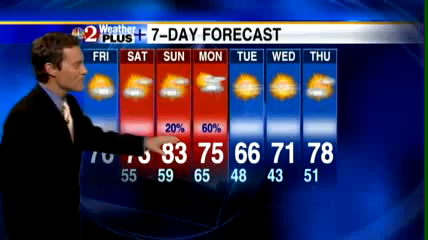 2 Weather
PLUS+ 7-DAY FORECAST
FRI SAT SUN MON TUE WED THU
20% 60%
83 75 66 71 78
55 59 65 48 43 51